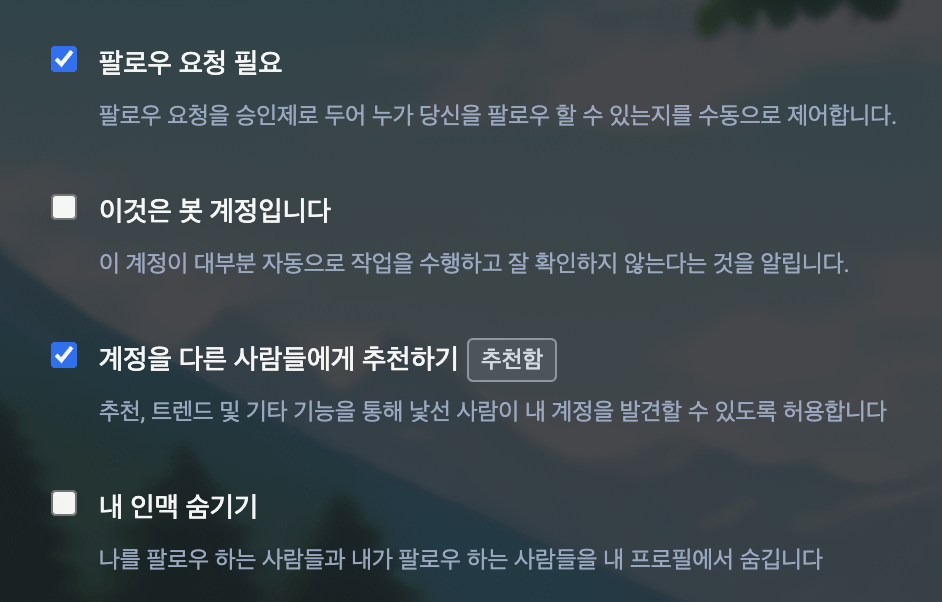 팔로우 요청 필요
팔로우 요청을 승인제로 두어 누가 당신을 팔로우 할 수 있는지를 수동으로 제어합니다.
이것은 봇 계정입니다
이 계정이 대부분 자동으로 작업을 수행하고 잘 확인하지 않는다는 것을 알립니다.
계정을 다른 사람들에게 추천하기 추천함
추천, 트렌드 및 기타 기능을 통해 낯선 사람이 내 계정을 발견할 수 있도록 허용합니다
내 인맥 숨기기
나를 팔로우 하는 사람들과 내가 팔로우 하는 사람들을 내 프로필에서 숨깁니다